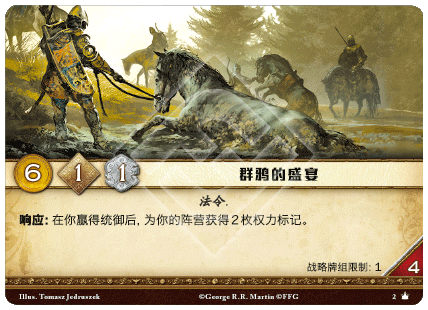 6 1 1 群鸦的盛宴
法令.
响应: 在你赢得统御后, 为你的阵营获得2枚权力标记。
战略牌组限制: 1
4
Illus. Tomasz Jedruszek ©George R.R. Martin ©FFG 2